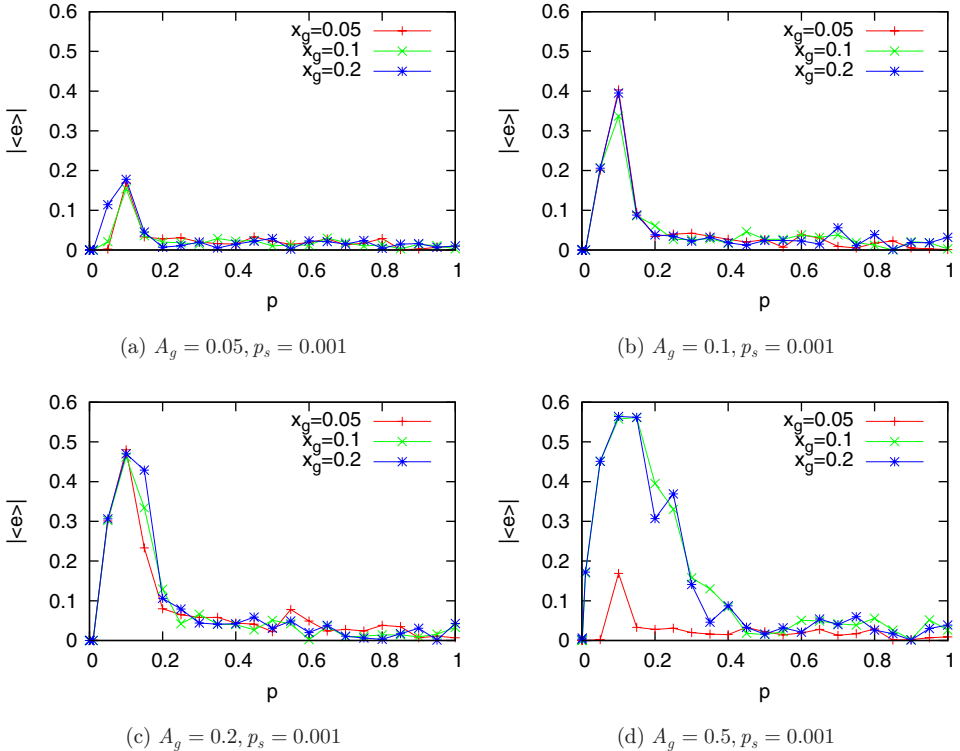 0.6
0.5
0.4
0.3
0.2
0.1
0
|<e>|
x_g=0.05
x_g=0.1
x_g=0.2
0 0.2 0.4 0.6 0.8 1
p
(a) A_g = 0.05, p_s = 0.001
0.6
0.5
0.4
0.3
0.2
0.1
0
|<e>|
x_g=0.05
x_g=0.1
x_g=0.2
0 0.2 0.4 0.6 0.8 1
p
(b) A_g = 0.1, p_s = 0.001
0.6
0.5
0.4
0.3
0.2
0.1
0
|<e>|
x_g=0.05
x_g=0.1
x_g=0.2
0 0.2 0.4 0.6 0.8 1
p
(c) A_g = 0.2, p_s = 0.001
0.6
0.5
0.4
0.3
0.2
0.1
0
|<e>|
x_g=0.05
x_g=0.1
x_g=0.2
0 0.2 0.4 0.6 0.8 1
p
(d) A_g = 0.5, p_s = 0.001